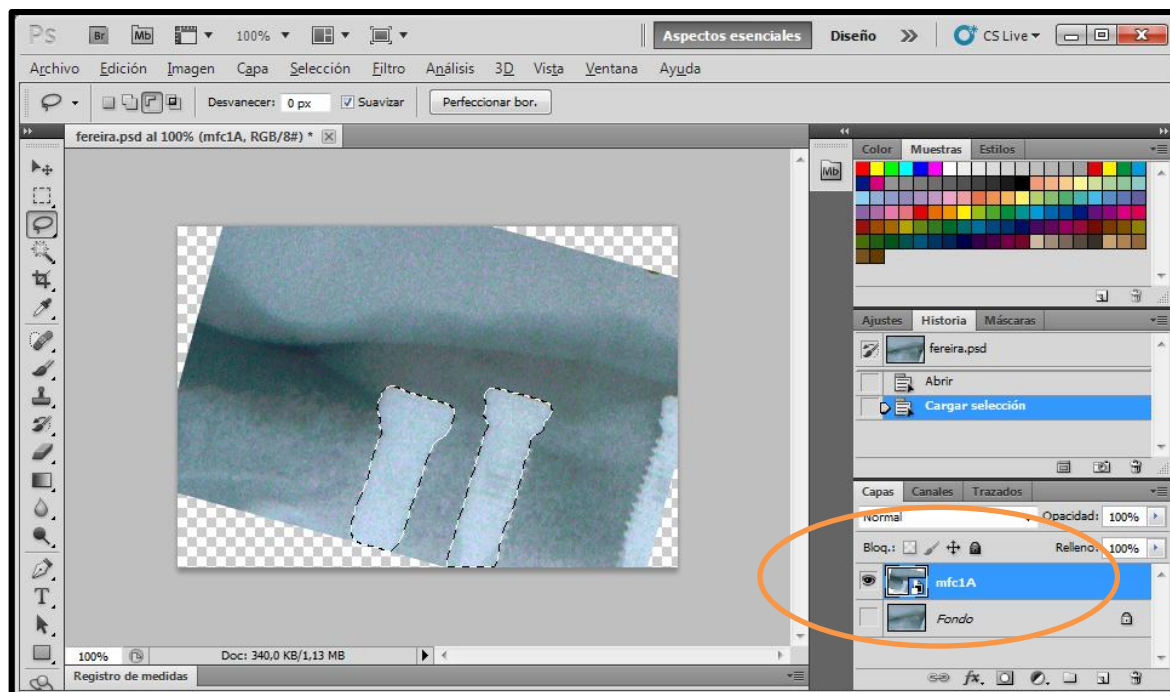 Ps Br Mb 100% Aspectos esenciales Diseño CS Live
Archivo Edición Imagen Capa Selección Filtro Análisis 3D Vista Ventana Ayuda
Desvanecer: 0 px Suavizar Perfeccionar bor.
fereira.psd al 100% (mfc1A, RGB/8#) *
Color Muestras Estilos
Mb
Ajustes Historia Máscaras
fereira.psd
Abrir
Cargar selección
Capas Canales Trazados
Normal Opacidad: 100%
Bloq.: Relleno: 100%
mfc1A
Fondo
T
100% Doc: 340,0 KB/1,13 MB
Registro de medidas
fx.